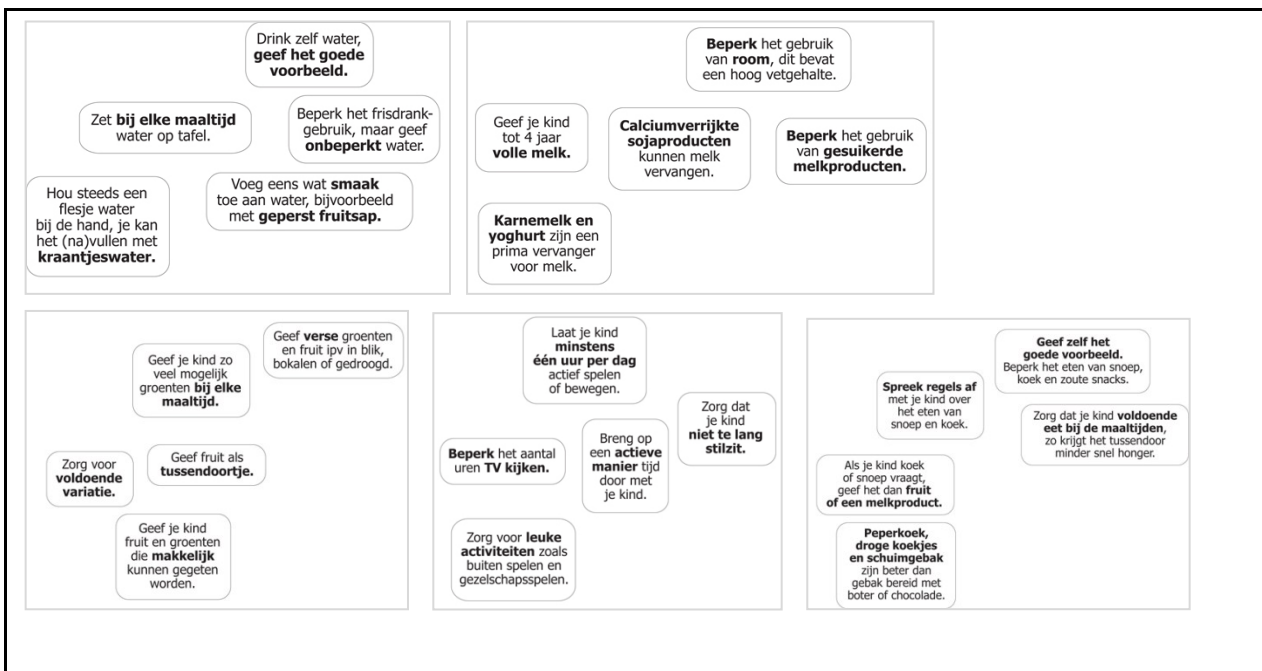 Drink zelf water,
geef het goede
voorbeeld.
Zet bij elke maaltijd
water op tafel.
Beperk het frisdrank-
gebruik, maar geef
onbeperkt water.
Hou steeds een
flesje water
bij de hand, je kan
het (na)vullen met
kraantjeswater.
Voeg eens wat smaak
toe aan water, bijvoorbeeld
met geperst fruitsap.
Beperk het gebruik
van room, dit bevat
een hoog vetgehalte.
Geef je kind
tot 4 jaar
volle melk.
Calciumverrijkte
sojaproducten
kunnen melk
vervangen.
Beperk het gebruik
van gesuikerde
melkproducten.
Karnemelk en
yoghurt zijn een
prima vervanger
voor melk.
Geef verse groenten
en fruit ipv in blik,
bokalen of gedroogd.
Geef je kind zo
veel mogelijk
groenten bij elke
maaltijd.
Geef fruit als
tussendoortje.
Zorg voor
voldoende
variatie.
Geef je kind
fruit en groenten
die makkelijk
kunnen gegeten
worden.
Laat je kind
minstens
één uur per dag
actief spelen
of bewegen.
Zorg dat
je kind
niet te lang
stilzit.
Beperk het aantal
uren TV kijken.
Breng op
een actieve
manier tijd
door met
je kind.
Zorg voor leuke
activiteiten zoals
buiten spelen en
gezelschapsspelen.
Geef zelf het
goede voorbeeld.
Beperk het eten van snoep,
koek en zoute snacks.
Spreek regels af
met je kind over
het eten van
snoep en koek.
Zorg dat je kind voldoende
eet bij de maaltijden,
zo krijgt het tussendoor
minder snel honger.
Als je kind koek
of snoep vraagt,
geef het dan fruit
of een melkproduct.
Peperkoek,
droge koekjes
en schuimgebak
zijn beter dan
gebak bereid met
boter of chocolade.